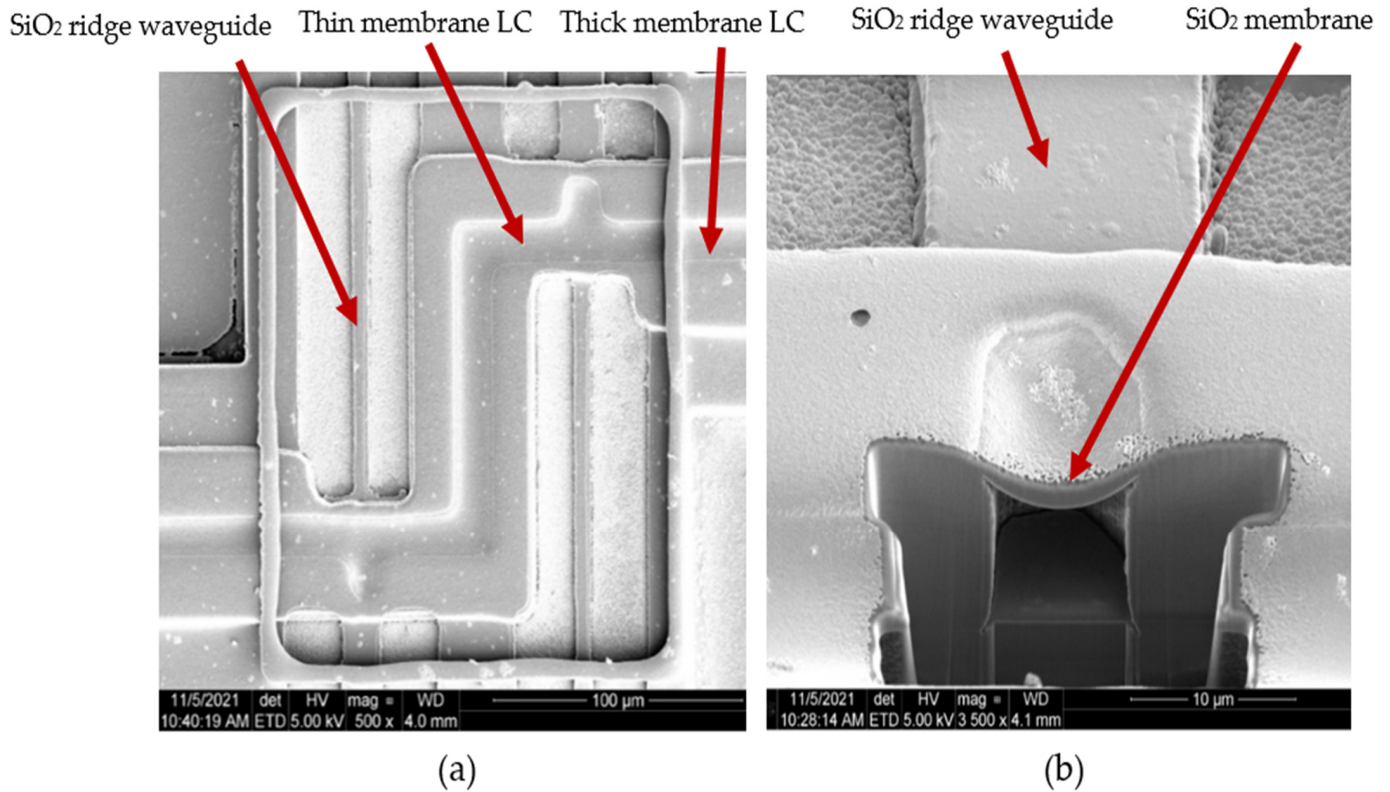 SiO2 ridge waveguide Thin membrane LC Thick membrane LC SiO2 ridge waveguide SiO2 membrane
11/5/2021 det HV mag WD 100 µm
10:40:19 AM ETD 5.00 kV 500 x 4.0 mm
11/5/2021 det HV mag WD 10 µm
10:28:14 AM ETD 5.00 kV 3 500 x 4.1 mm
(a) (b)